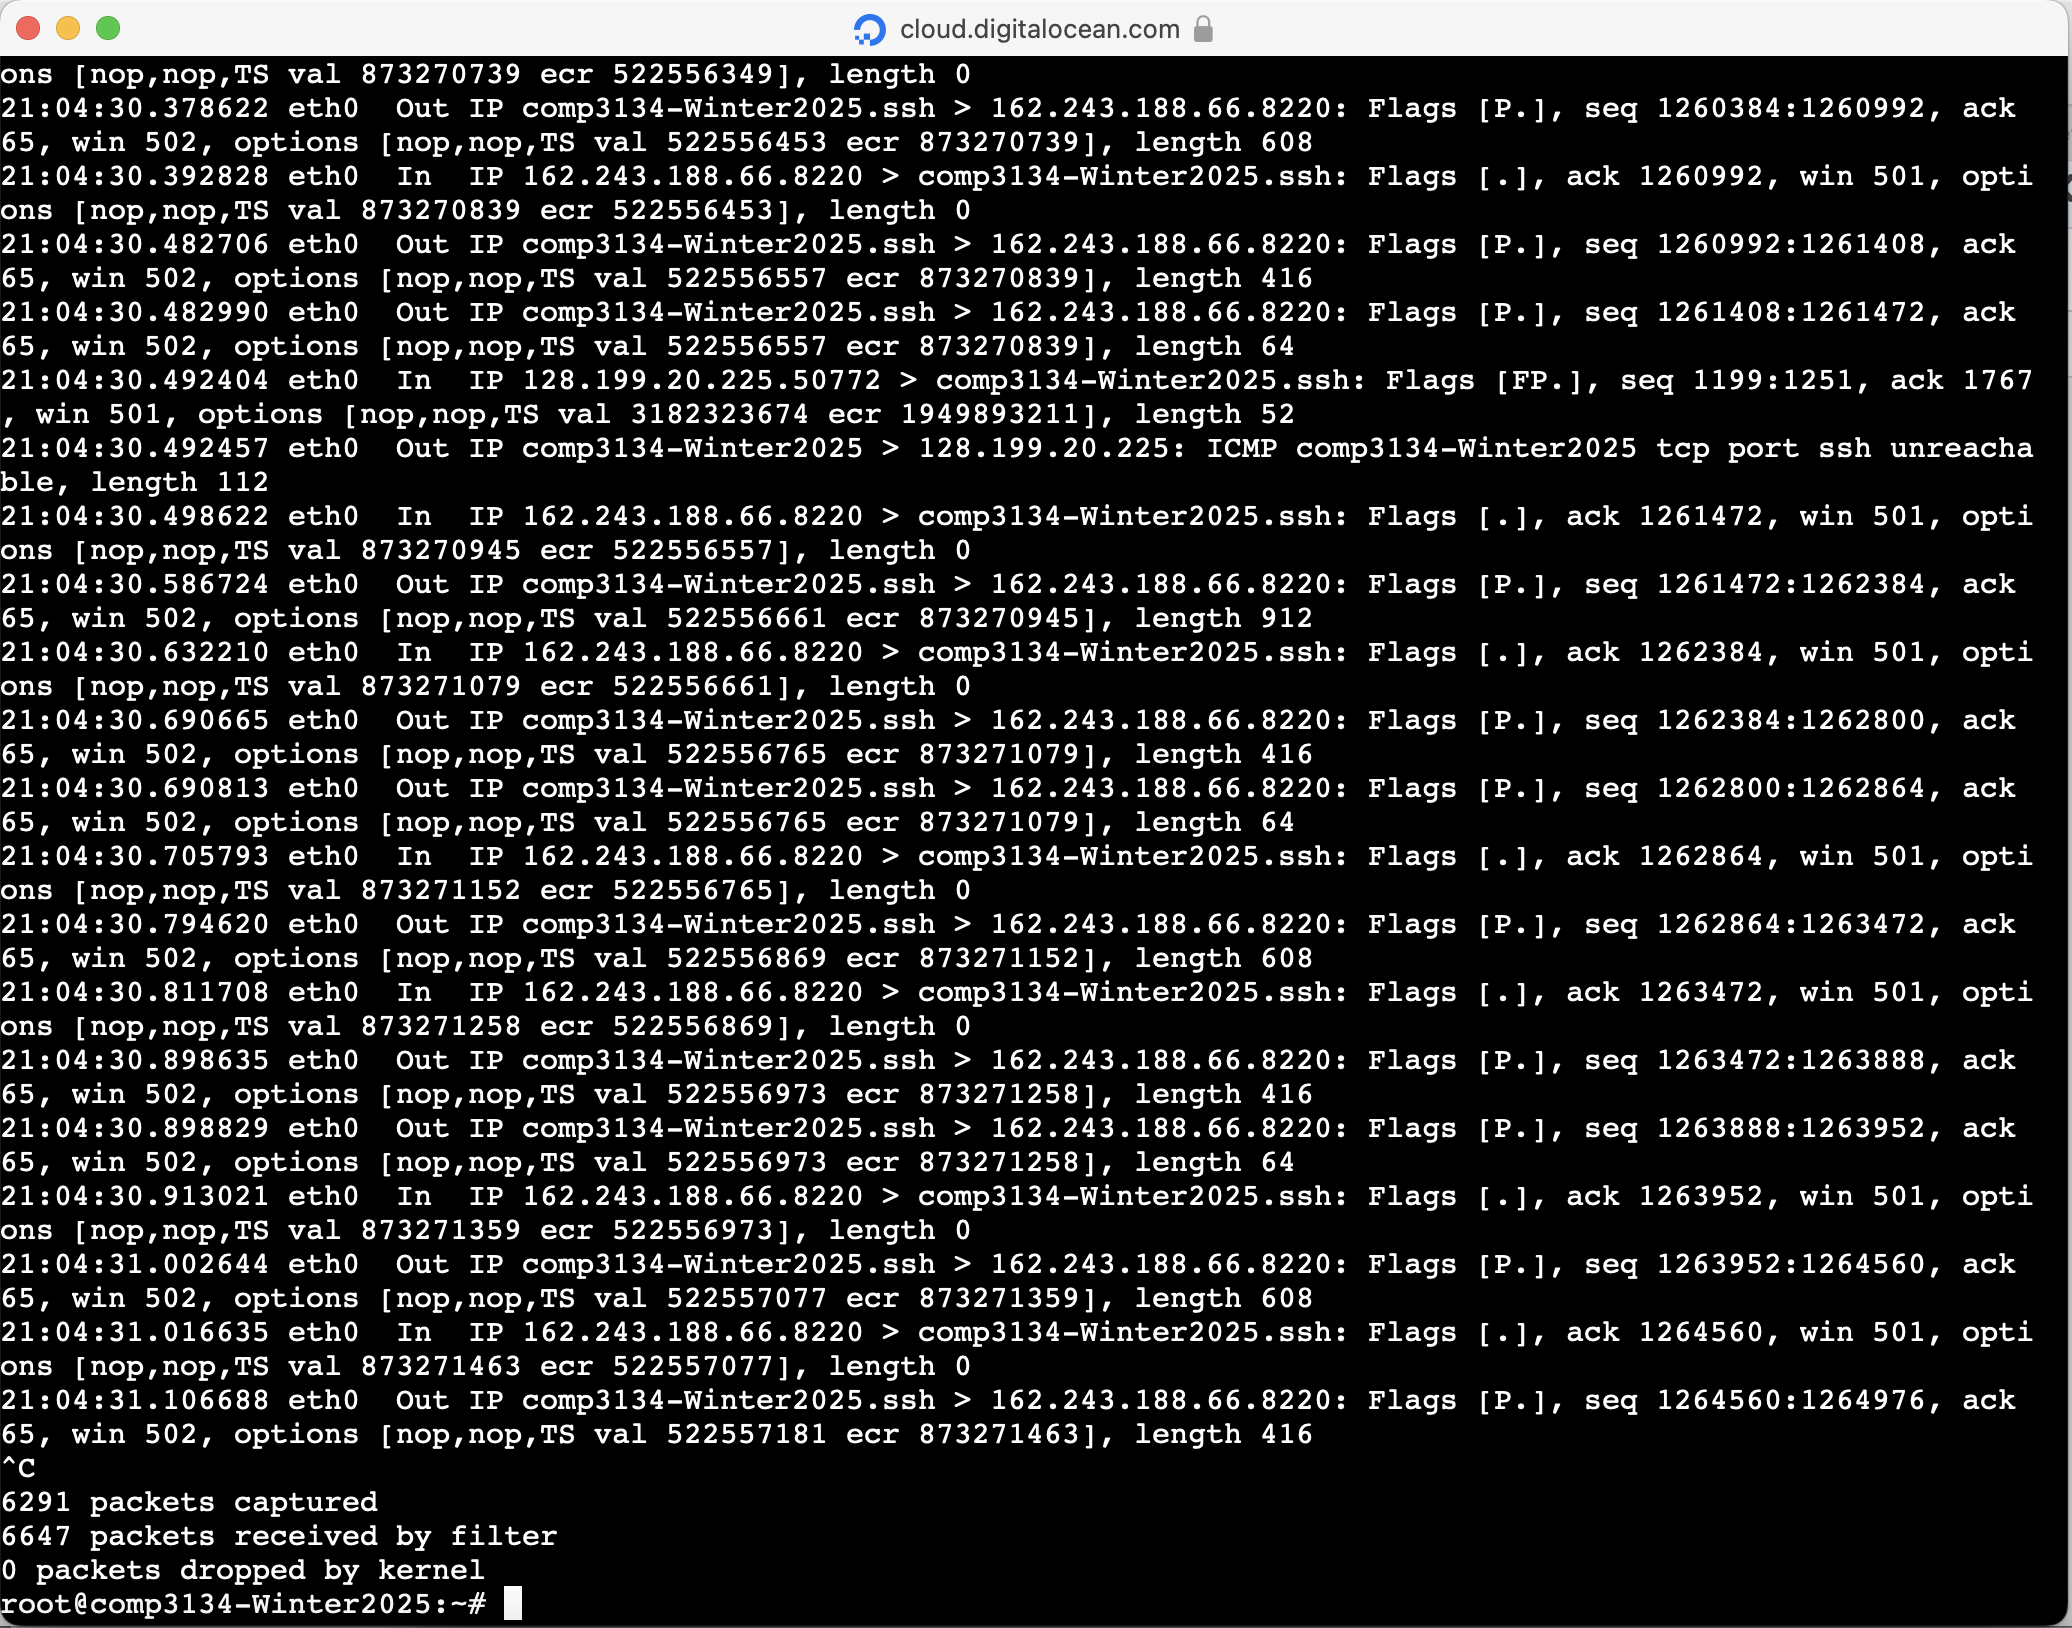 cloud.digitalocean.com
ons [nop,nop,TS val 873270739 ecr 522556349], length 0
21:04:30.378622 eth0  Out IP comp3134-Winter2025.ssh > 162.243.188.66.8220: Flags [P.], seq 1260384:1260992, ack
65, win 502, options [nop,nop,TS val 522556453 ecr 873270739], length 608
21:04:30.392828 eth0  In  IP 162.243.188.66.8220 > comp3134-Winter2025.ssh: Flags [.], ack 1260992, win 501, opti
ons [nop,nop,TS val 873270839 ecr 522556453], length 0
21:04:30.482706 eth0  Out IP comp3134-Winter2025.ssh > 162.243.188.66.8220: Flags [P.], seq 1260992:1261408, ack
65, win 502, options [nop,nop,TS val 522556557 ecr 873270839], length 416
21:04:30.482990 eth0  Out IP comp3134-Winter2025.ssh > 162.243.188.66.8220: Flags [P.], seq 1261408:1261472, ack
65, win 502, options [nop,nop,TS val 522556557 ecr 873270839], length 64
21:04:30.492404 eth0  In  IP 128.199.20.225.50772 > comp3134-Winter2025.ssh: Flags [FP.], seq 1199:1251, ack 1767
, win 501, options [nop,nop,TS val 3182323674 ecr 1949893211], length 52
21:04:30.492457 eth0  Out IP comp3134-Winter2025 > 128.199.20.225: ICMP comp3134-Winter2025 tcp port ssh unreacha
ble, length 112
21:04:30.498622 eth0  In  IP 162.243.188.66.8220 > comp3134-Winter2025.ssh: Flags [.], ack 1261472, win 501, opti
ons [nop,nop,TS val 873270945 ecr 522556557], length 0
21:04:30.586724 eth0  Out IP comp3134-Winter2025.ssh > 162.243.188.66.8220: Flags [P.], seq 1261472:1262384, ack
65, win 502, options [nop,nop,TS val 522556661 ecr 873270945], length 912
21:04:30.632210 eth0  In  IP 162.243.188.66.8220 > comp3134-Winter2025.ssh: Flags [.], ack 1262384, win 501, opti
ons [nop,nop,TS val 873271079 ecr 522556661], length 0
21:04:30.690665 eth0  Out IP comp3134-Winter2025.ssh > 162.243.188.66.8220: Flags [P.], seq 1262384:1262800, ack
65, win 502, options [nop,nop,TS val 522556765 ecr 873271079], length 416
21:04:30.690813 eth0  Out IP comp3134-Winter2025.ssh > 162.243.188.66.8220: Flags [P.], seq 1262800:1262864, ack
65, win 502, options [nop,nop,TS val 522556765 ecr 873271079], length 64
21:04:30.705793 eth0  In  IP 162.243.188.66.8220 > comp3134-Winter2025.ssh: Flags [.], ack 1262864, win 501, opti
ons [nop,nop,TS val 873271152 ecr 522556765], length 0
21:04:30.794620 eth0  Out IP comp3134-Winter2025.ssh > 162.243.188.66.8220: Flags [P.], seq 1262864:1263472, ack
65, win 502, options [nop,nop,TS val 522556869 ecr 873271152], length 608
21:04:30.811708 eth0  In  IP 162.243.188.66.8220 > comp3134-Winter2025.ssh: Flags [.], ack 1263472, win 501, opti
ons [nop,nop,TS val 873271258 ecr 522556869], length 0
21:04:30.898635 eth0  Out IP comp3134-Winter2025.ssh > 162.243.188.66.8220: Flags [P.], seq 1263472:1263888, ack
65, win 502, options [nop,nop,TS val 522556973 ecr 873271258], length 416
21:04:30.898829 eth0  Out IP comp3134-Winter2025.ssh > 162.243.188.66.8220: Flags [P.], seq 1263888:1263952, ack
65, win 502, options [nop,nop,TS val 522556973 ecr 873271258], length 64
21:04:30.913021 eth0  In  IP 162.243.188.66.8220 > comp3134-Winter2025.ssh: Flags [.], ack 1263952, win 501, opti
ons [nop,nop,TS val 873271359 ecr 522556973], length 0
21:04:31.002644 eth0  Out IP comp3134-Winter2025.ssh > 162.243.188.66.8220: Flags [P.], seq 1263952:1264560, ack
65, win 502, options [nop,nop,TS val 522557077 ecr 873271359], length 608
21:04:31.016635 eth0  In  IP 162.243.188.66.8220 > comp3134-Winter2025.ssh: Flags [.], ack 1264560, win 501, opti
ons [nop,nop,TS val 873271463 ecr 522557077], length 0
21:04:31.106688 eth0  Out IP comp3134-Winter2025.ssh > 162.243.188.66.8220: Flags [P.], seq 1264560:1264976, ack
65, win 502, options [nop,nop,TS val 522557181 ecr 873271463], length 416
^C
6291 packets captured
6647 packets received by filter
0 packets dropped by kernel
root@comp3134-Winter2025:~#